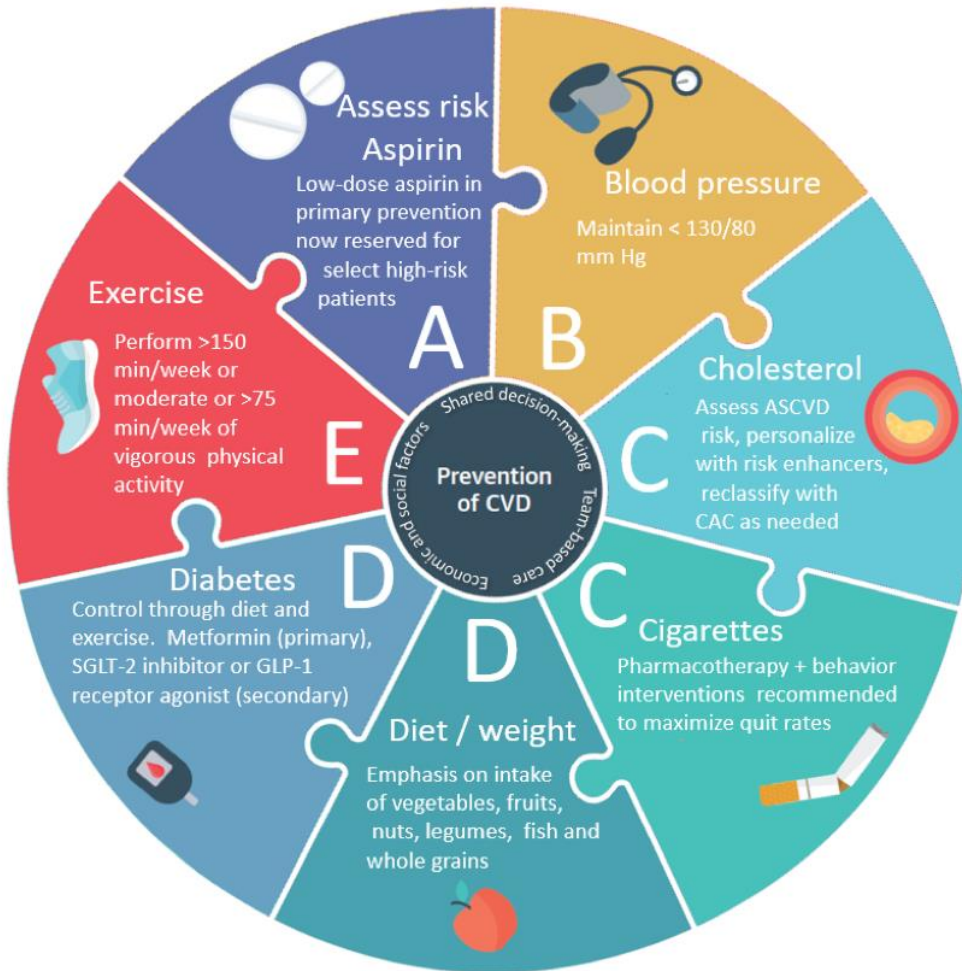 Assess risk
Aspirin
Low-dose aspirin in
primary prevention
now reserved for
select high-risk
patients
A
Blood pressure
Maintain < 130/80
mm Hg
B
Cholesterol
Assess ASCVD
risk, personalize
with risk enhancers,
reclassify with
CAC as needed
C
Cigarettes
Pharmacotherapy + behavior
interventions recommended
to maximize quit rates
C
Diet / weight
Emphasis on intake
of vegetables, fruits,
nuts, legumes, fish and
whole grains
D
Diabetes
Control through diet and
exercise. Metformin (primary),
SGLT-2 inhibitor or GLP-1
receptor agonist (secondary)
D
Exercise
Perform >150
min/week or
moderate or >75
min/week of
vigorous physical
activity
E
Prevention
of CVD
Shared decision-making
Team-based care
Economic and social factors